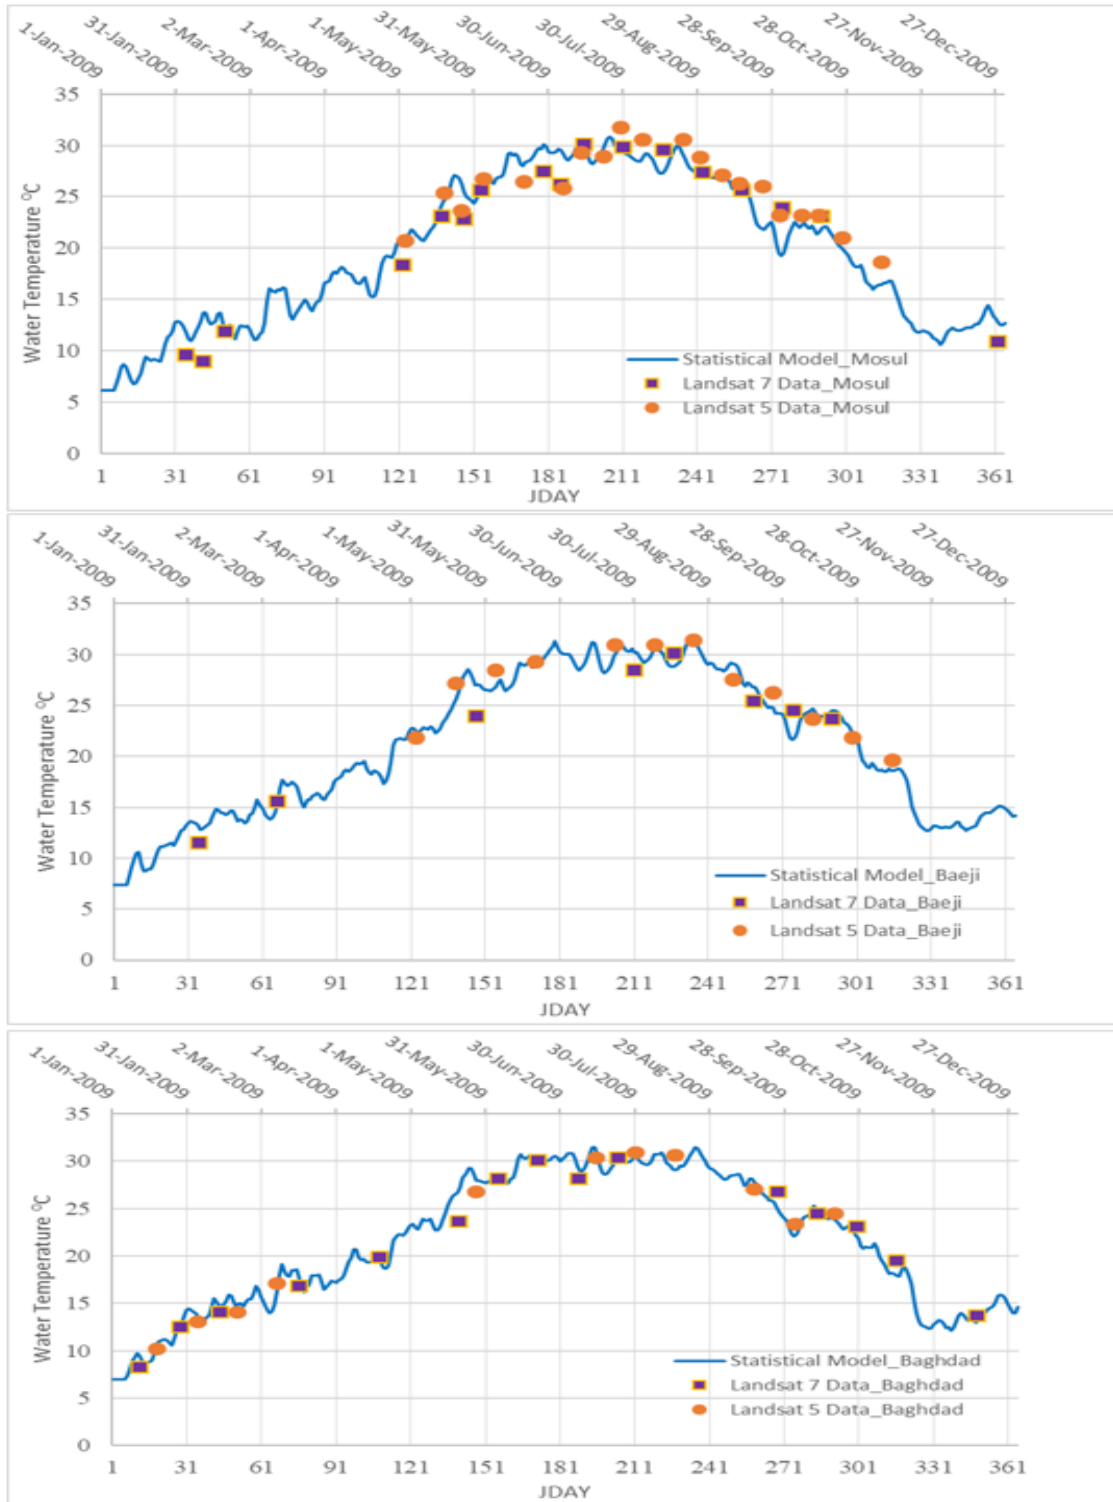 1-Jan-2009 31-Jan-2009 2-Mar-2009 1-Apr-2009 1-May-2009 31-May-2009 30-Jun-2009 30-Jul-2009 29-Aug-2009 28-Sep-2009 28-Oct-2009 27-Nov-2009 27-Dec-2009
35
30
25
20
15
10
5
0
Water Temperature ⁰C
Statistical Model_Mosul
Landsat 7 Data_Mosul
Landsat 5 Data_Mosul
1 31 61 91 121 151 181 211 241 271 301 331 361
JDAY
1-Jan-2009 31-Jan-2009 2-Mar-2009 1-Apr-2009 1-May-2009 31-May-2009 30-Jun-2009 30-Jul-2009 29-Aug-2009 28-Sep-2009 28-Oct-2009 27-Nov-2009 27-Dec-2009
35
30
25
20
15
10
5
0
Water Temperature ⁰C
Statistical Model_Baeji
Landsat 7 Data_Baeji
Landsat 5 Data_Baeji
1 31 61 91 121 151 181 211 241 271 301 331 361
JDAY
1-Jan-2009 31-Jan-2009 2-Mar-2009 1-Apr-2009 1-May-2009 31-May-2009 30-Jun-2009 30-Jul-2009 29-Aug-2009 28-Sep-2009 28-Oct-2009 27-Nov-2009 27-Dec-2009
35
30
25
20
15
10
5
0
Water Temperature ⁰C
Statistical Model_Baghdad
Landsat 7 Data_Baghdad
Landsat 5 Data_Baghdad
1 31 61 91 121 151 181 211 241 271 301 331 361
JDAY